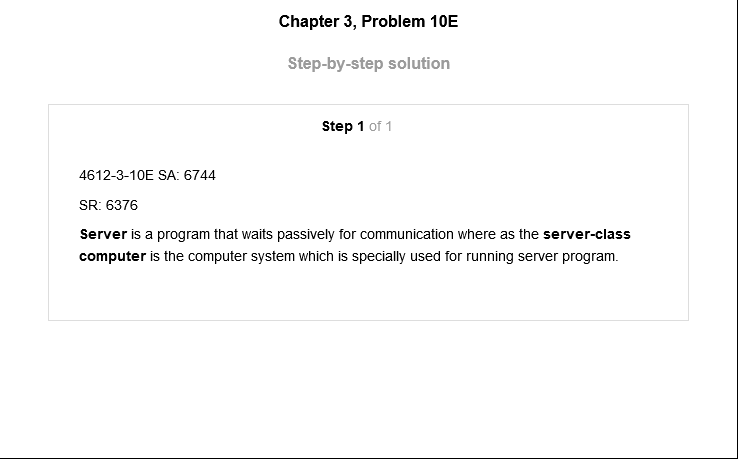 Chapter 3, Problem 10E
Step-by-step solution
Step 1 of 1
4612-3-10E SA: 6744
SR: 6376
Server is a program that waits passively for communication where as the server-class
computer is the computer system which is specially used for running server program.